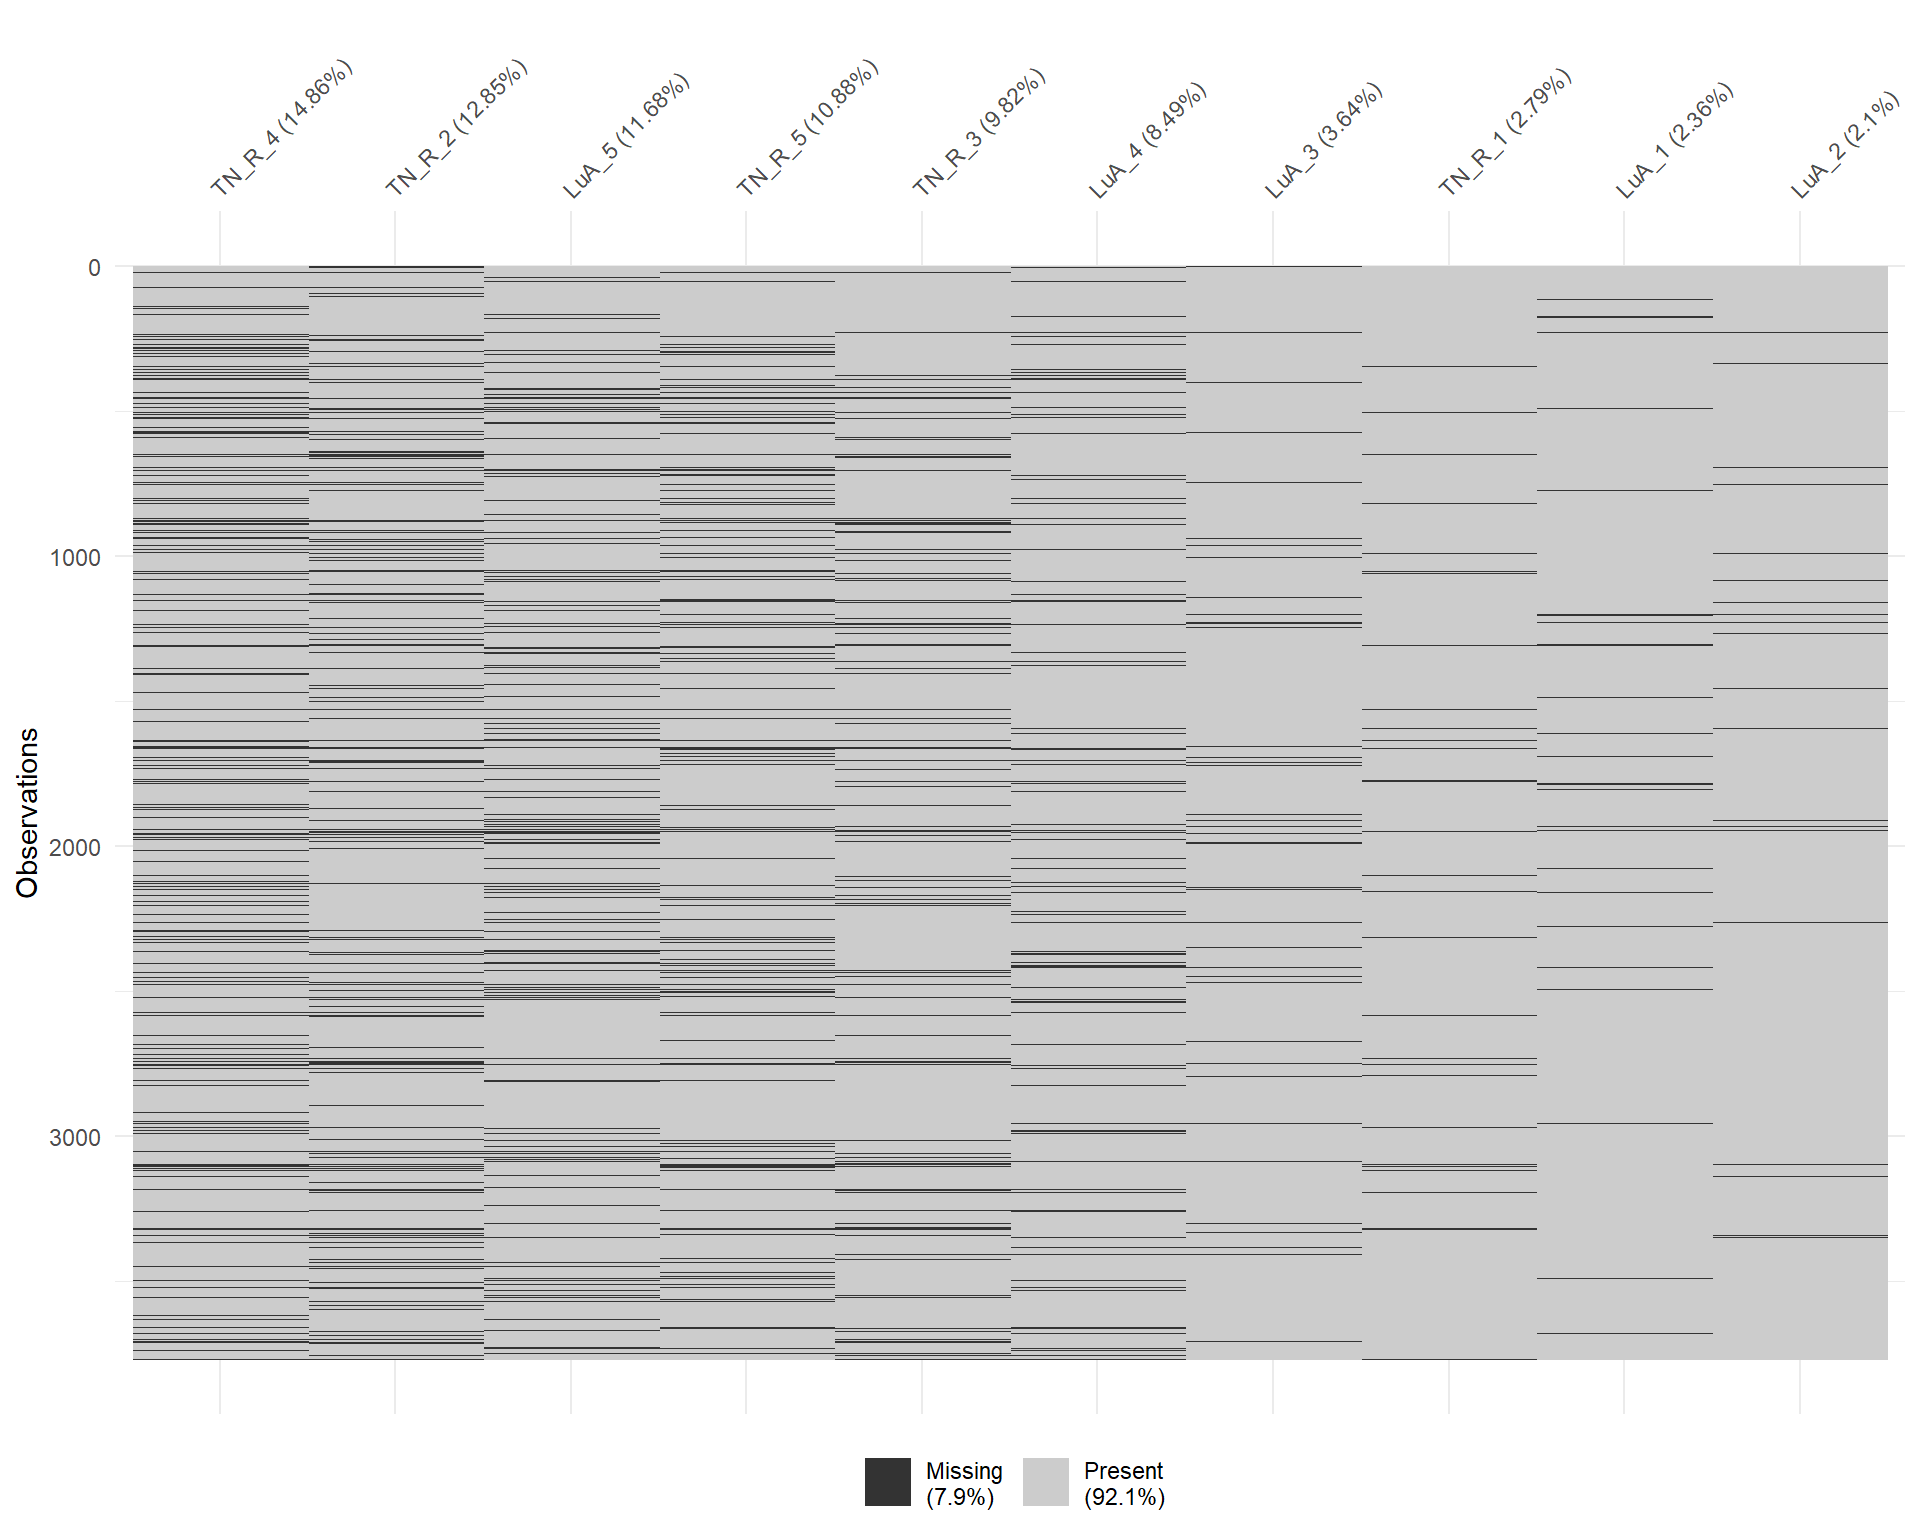 TN_R_4 (14.86%)
TN_R_2 (12.85%)
LuA_5 (11.68%)
TN_R_5 (10.88%)
TN_R_3 (9.82%)
LuA_4 (8.49%)
LuA_3 (3.64%)
TN_R_1 (2.79%)
LuA_1 (2.36%)
LuA_2 (2.1%)
0
1000
2000
3000
Observations
Missing
(7.9%)
Present
(92.1%)